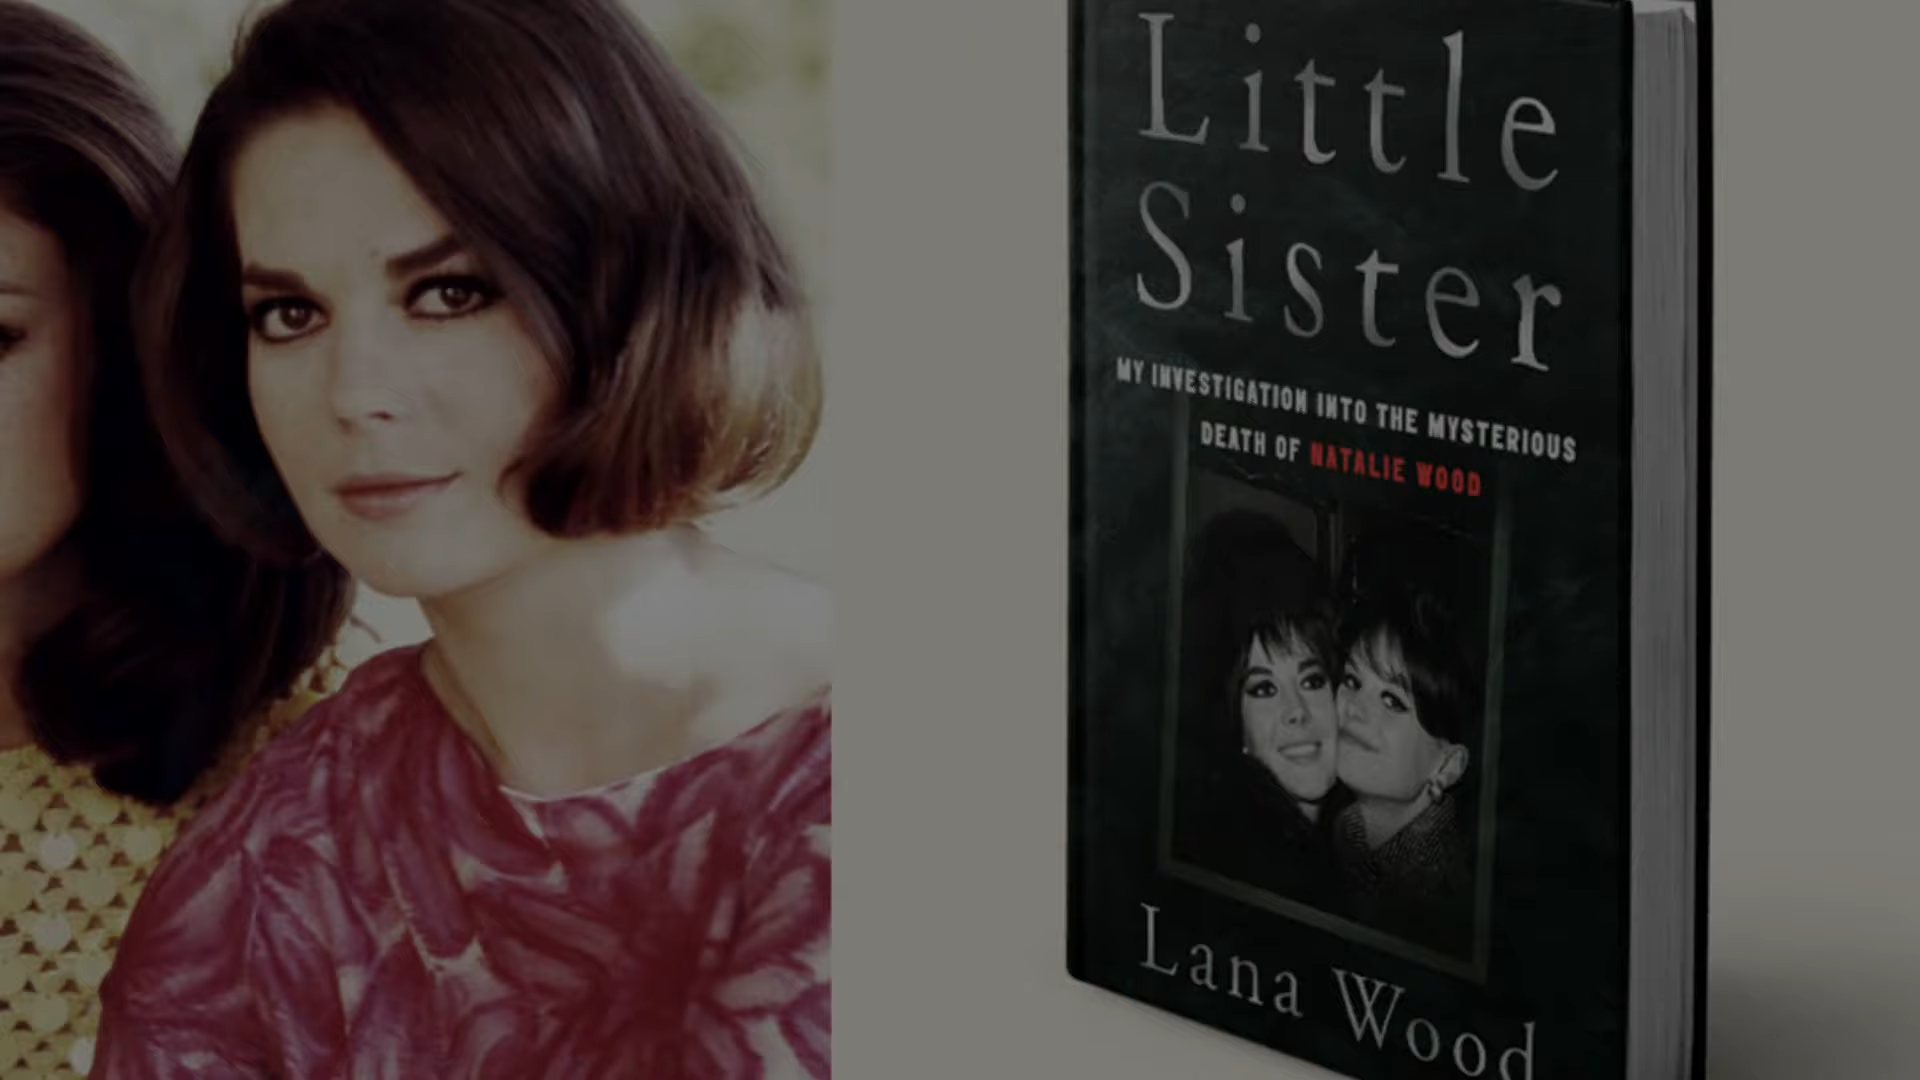 Little
Sister
MY INVESTIGATION INTO THE MYSTERIOUS
DEATH OF NATALIE WOOD
Lana Wood